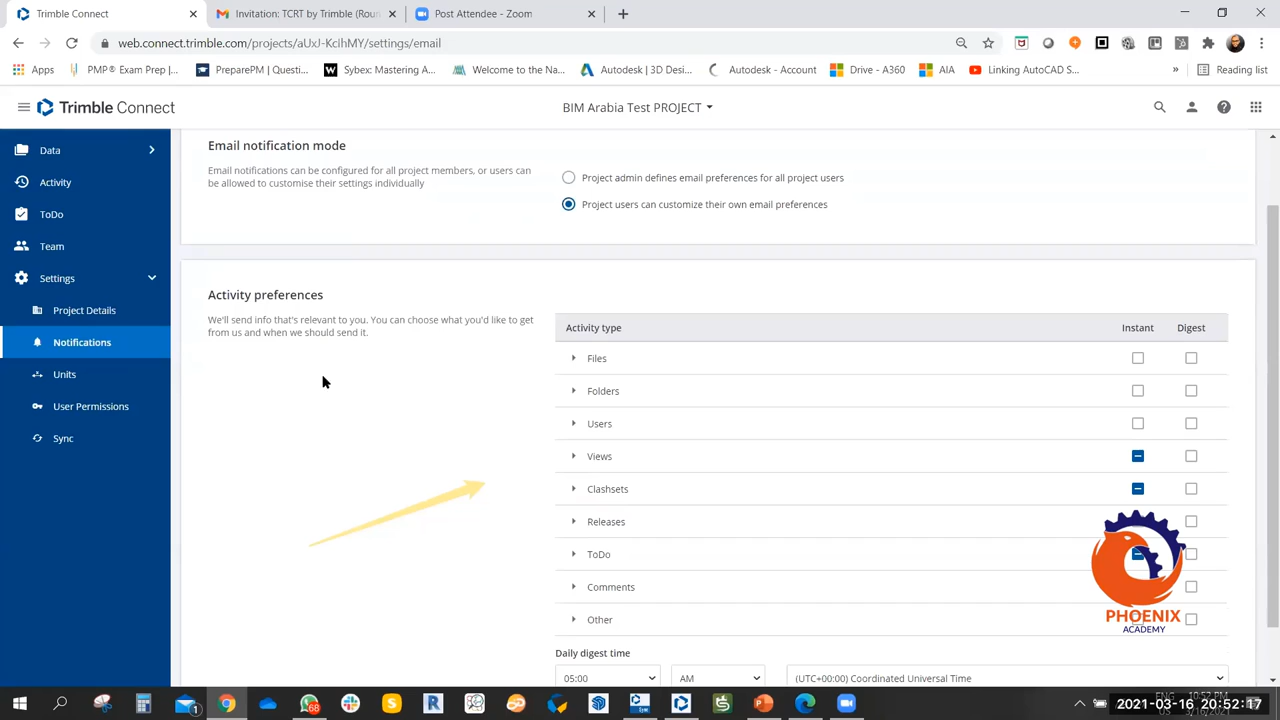 Trimble Connect
Invitation: TCRT by Trimble (Rou
Post Attendee - Zoom
web.connect.trimble.com/projects/aUsJ-KcihMY/settings/email
Apps
PMP® Exam Prep |...
PreparePM | Questi...
Sybex: Mastering A...
Welcome to the Na...
Autodesk | 3D Desi...
Autodesk - Account
Drive - A360
AIA
Linking AutoCAD S...
»
Reading list
Trimble Connect
BIM Arabia Test PROJECT
Data
Activity
ToDo
Team
Settings
Project Details
Notifications
Units
User Permissions
Sync
Email notification mode
Email notifications can be configured for all project members, or users can
be allowed to customise their settings individually
Project admin defines email preferences for all project users
Project users can customize their own email preferences
Activity preferences
We'll send info that's relevant to you. You can choose what you'd like to get
from us and when we should send it.
Activity type Instant Digest
Files
Folders
Users
Views
Clashsets
Releases
ToDo
Comments
Other
PHOENIX
ACADEMY
Daily digest time
05:00 AM (UTC+00:00) Coordinated Universal Time
68
ENG 10:52 PM
2021-03-16 20:52:17